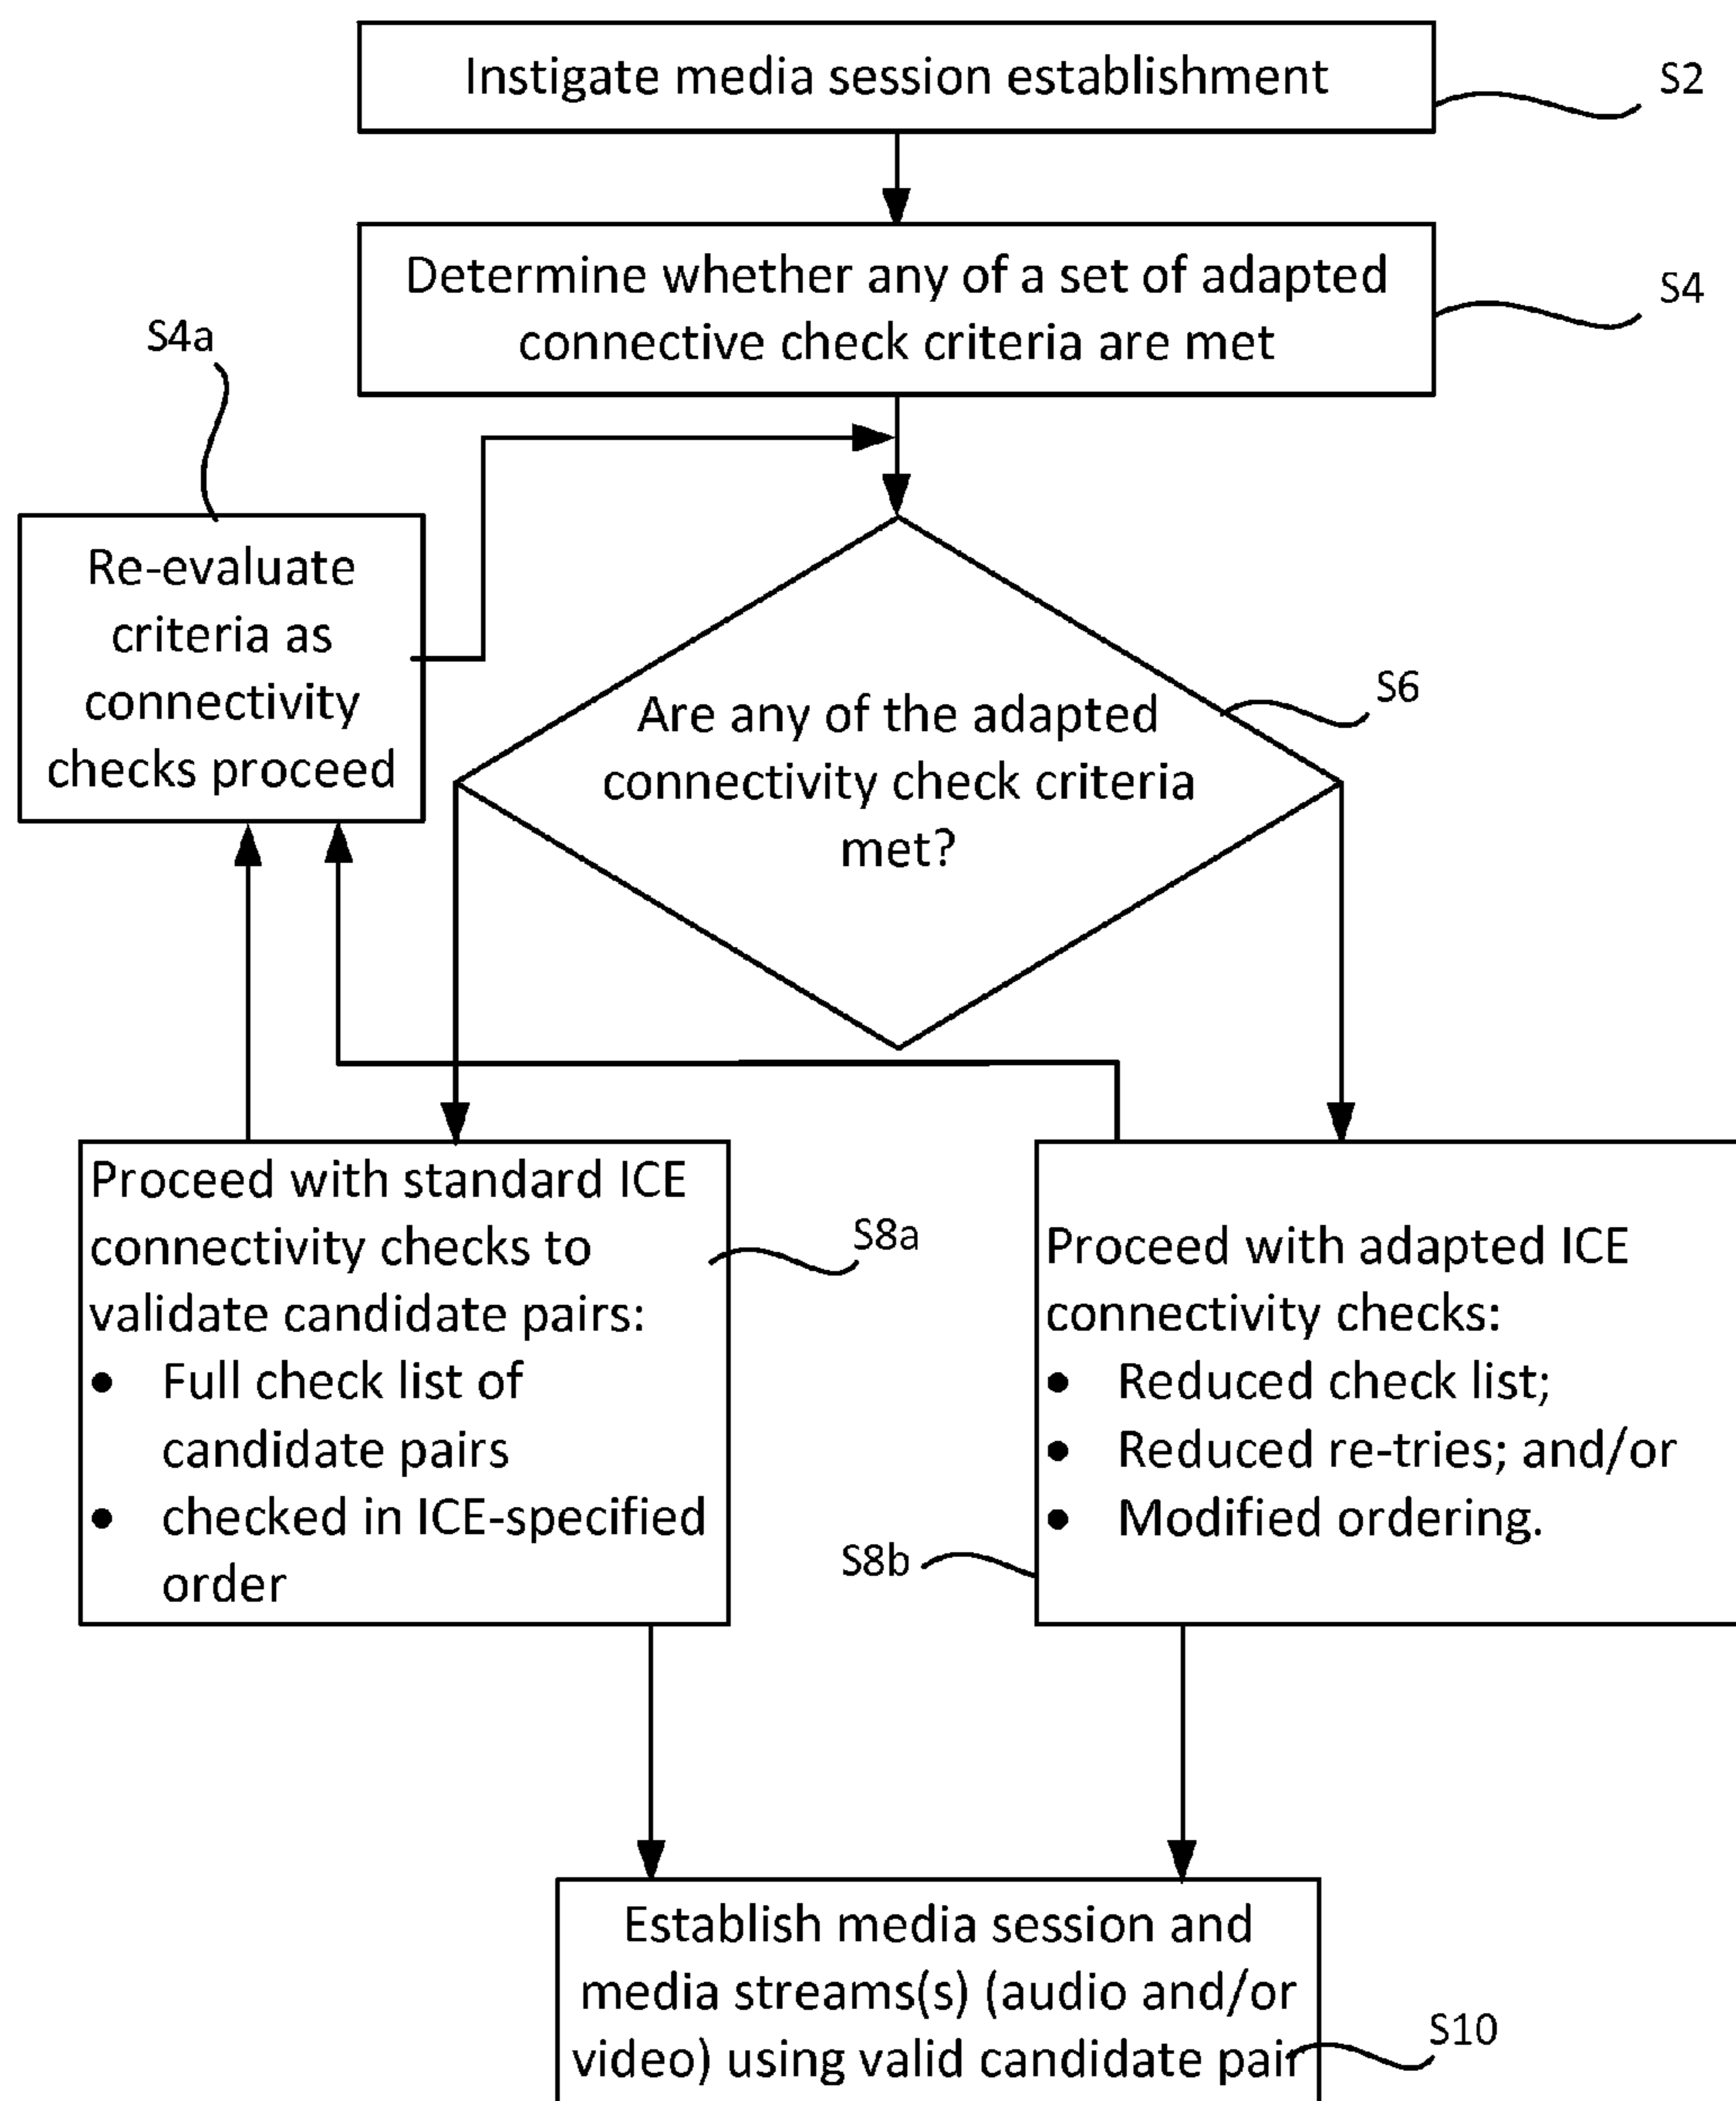 Instigate media session establishment
S2
Determine whether any of a set of adapted
connective check criteria are met
S4
S4a
Re-evaluate
criteria as
connectivity
checks proceed
Are any of the adapted
connectivity check criteria
met?
S6
Proceed with standard ICE
connectivity checks to
validate candidate pairs:
• Full check list of
candidate pairs
• checked in ICE-specified
order
S8a
Proceed with adapted ICE
connectivity checks:
• Reduced check list;
• Reduced re-tries; and/or
• Modified ordering.
S8b
Establish media session and
media streams(s) (audio and/or
video) using valid candidate pair
S10